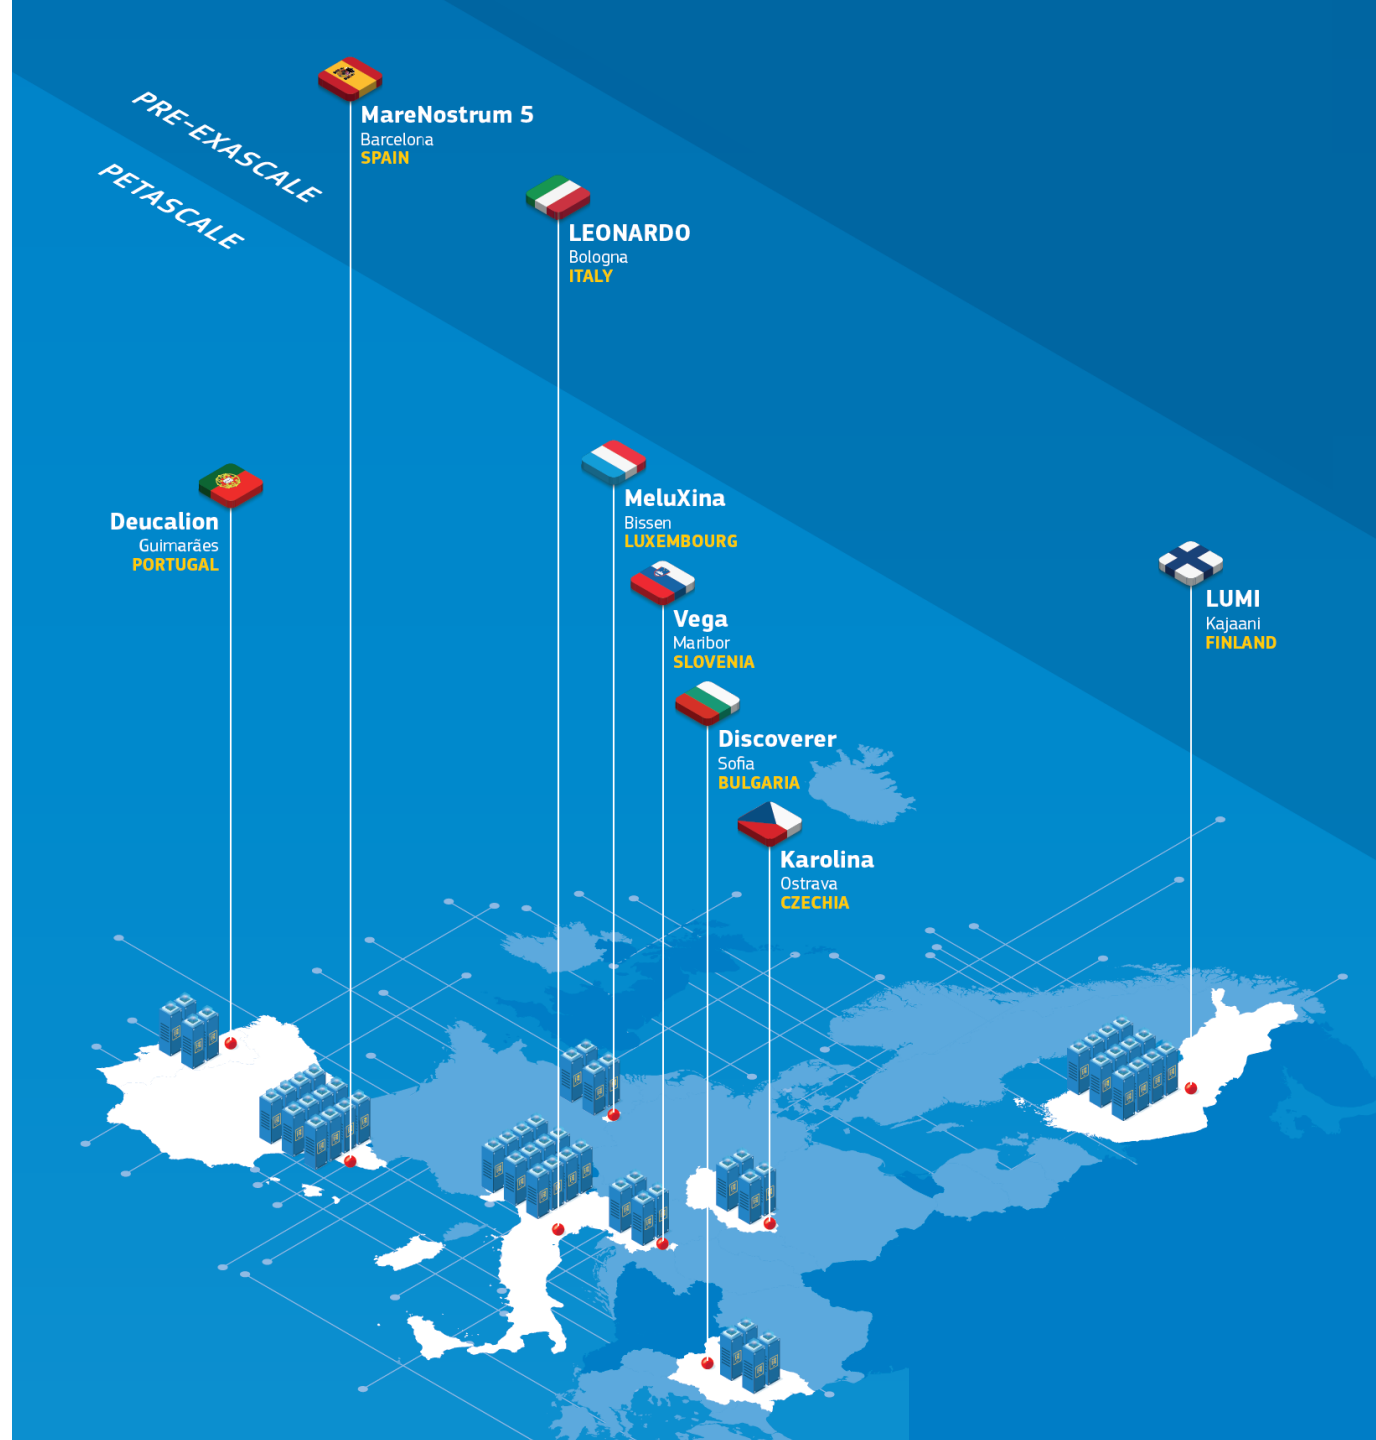 PRE-EXASCALE
PETASCALE
MareNostrum 5
Barcelona
SPAIN
LEONARDO
Bologna
ITALY
MeluXina
Bissen
LUXEMBOURG
Deucalion
Guimarães
PORTUGAL
Vega
Maribor
SLOVENIA
LUMI
Kajaani
FINLAND
Discoverer
Sofia
BULGARIA
Karolina
Ostrava
CZECHIA